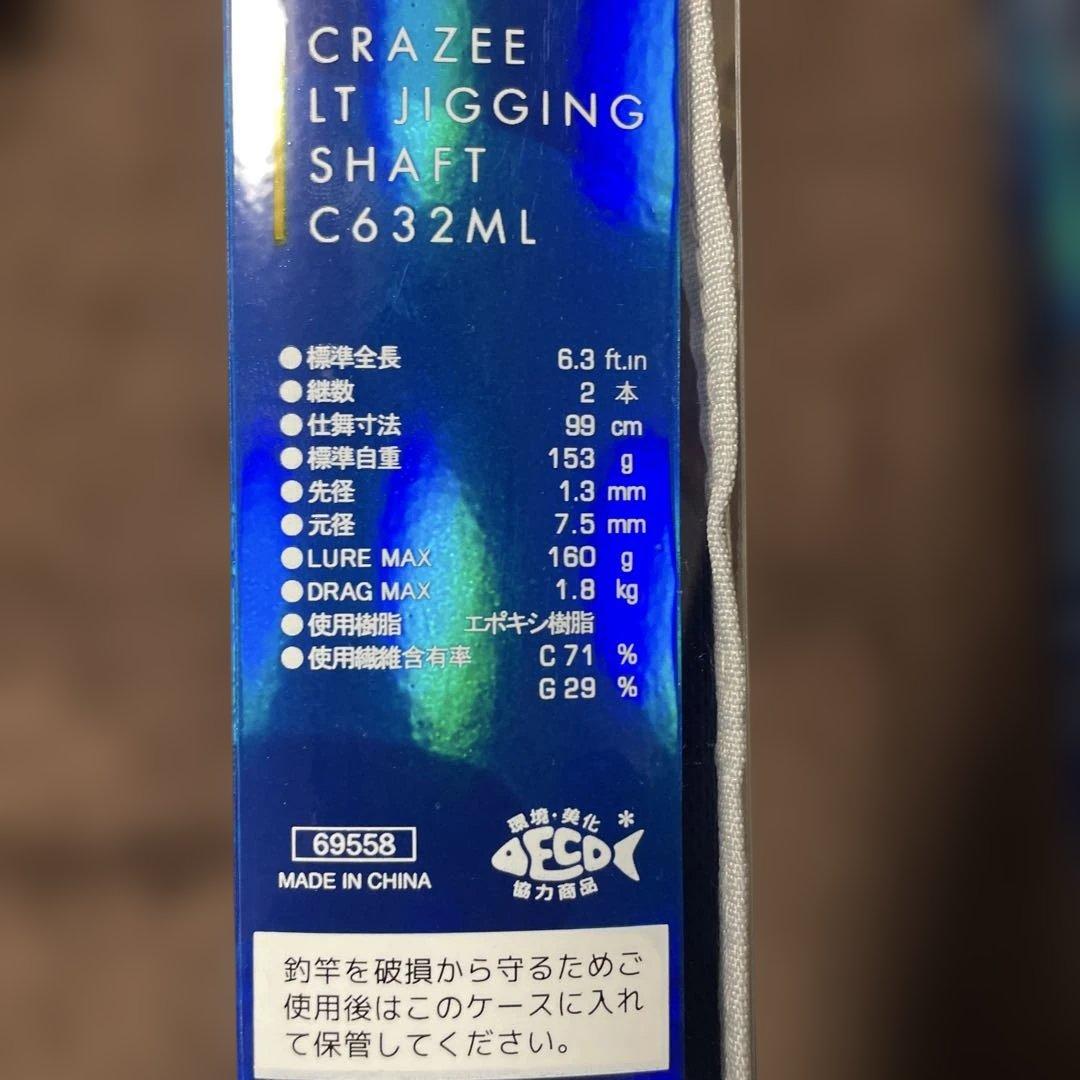 CRAZEE
LT JIGGING
SHAFT
C632ML
●標準全長 6.3 ft.in
●継数 2 本
●仕舞寸法 99 cm
●標準自重 153 g
●先径 1.3 mm
●元径 7.5 mm
●LURE MAX 160 g
●DRAG MAX 1.8 kg
●使用樹脂 エポキシ樹脂
●使用繊維含有率 C 71 %
G 29 %
環境・美化 *
ECO
協力商品
69558
MADE IN CHINA
釣竿を破損から守るためご
使用後はこのケースに入れ
て保管してください。